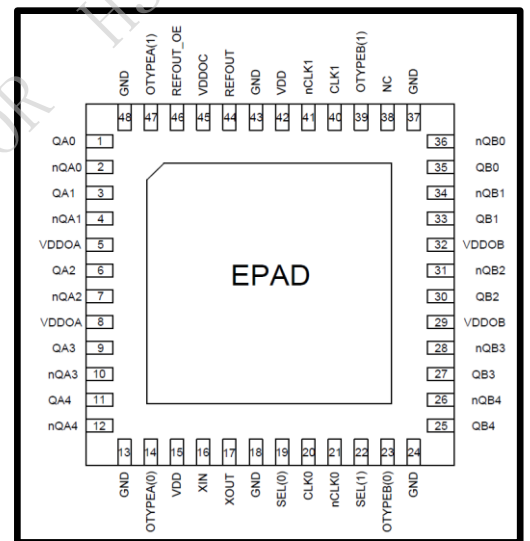 GND
OTYPEA(1)
REFOUT_OE
VDDOC
REFOUT
GND
VDD
nCLK1
CLK1
OTYPEB(1)
NC
GND
48 47 46 45 44 43 42 41 40 39 38 37
QA0 1
nQA0 2
QA1 3
nQA1 4
VDDOA 5
QA2 6
nQA2 7
VDDOA 8
QA3 9
nQA3 10
QA4 11
nQA4 12
EPAD
36 nQB0
35 QB0
34 nQB1
33 QB1
32 VDDOB
31 nQB2
30 QB2
29 VDDOB
28 nQB3
27 QB3
26 nQB4
25 QB4
13 14 15 16 17 18 19 20 21 22 23 24
GND
OTYPEA(0)
VDD
XIN
XOUT
GND
SEL(0)
CLK0
nCLK0
SEL(1)
OTYPEB(0)
GND